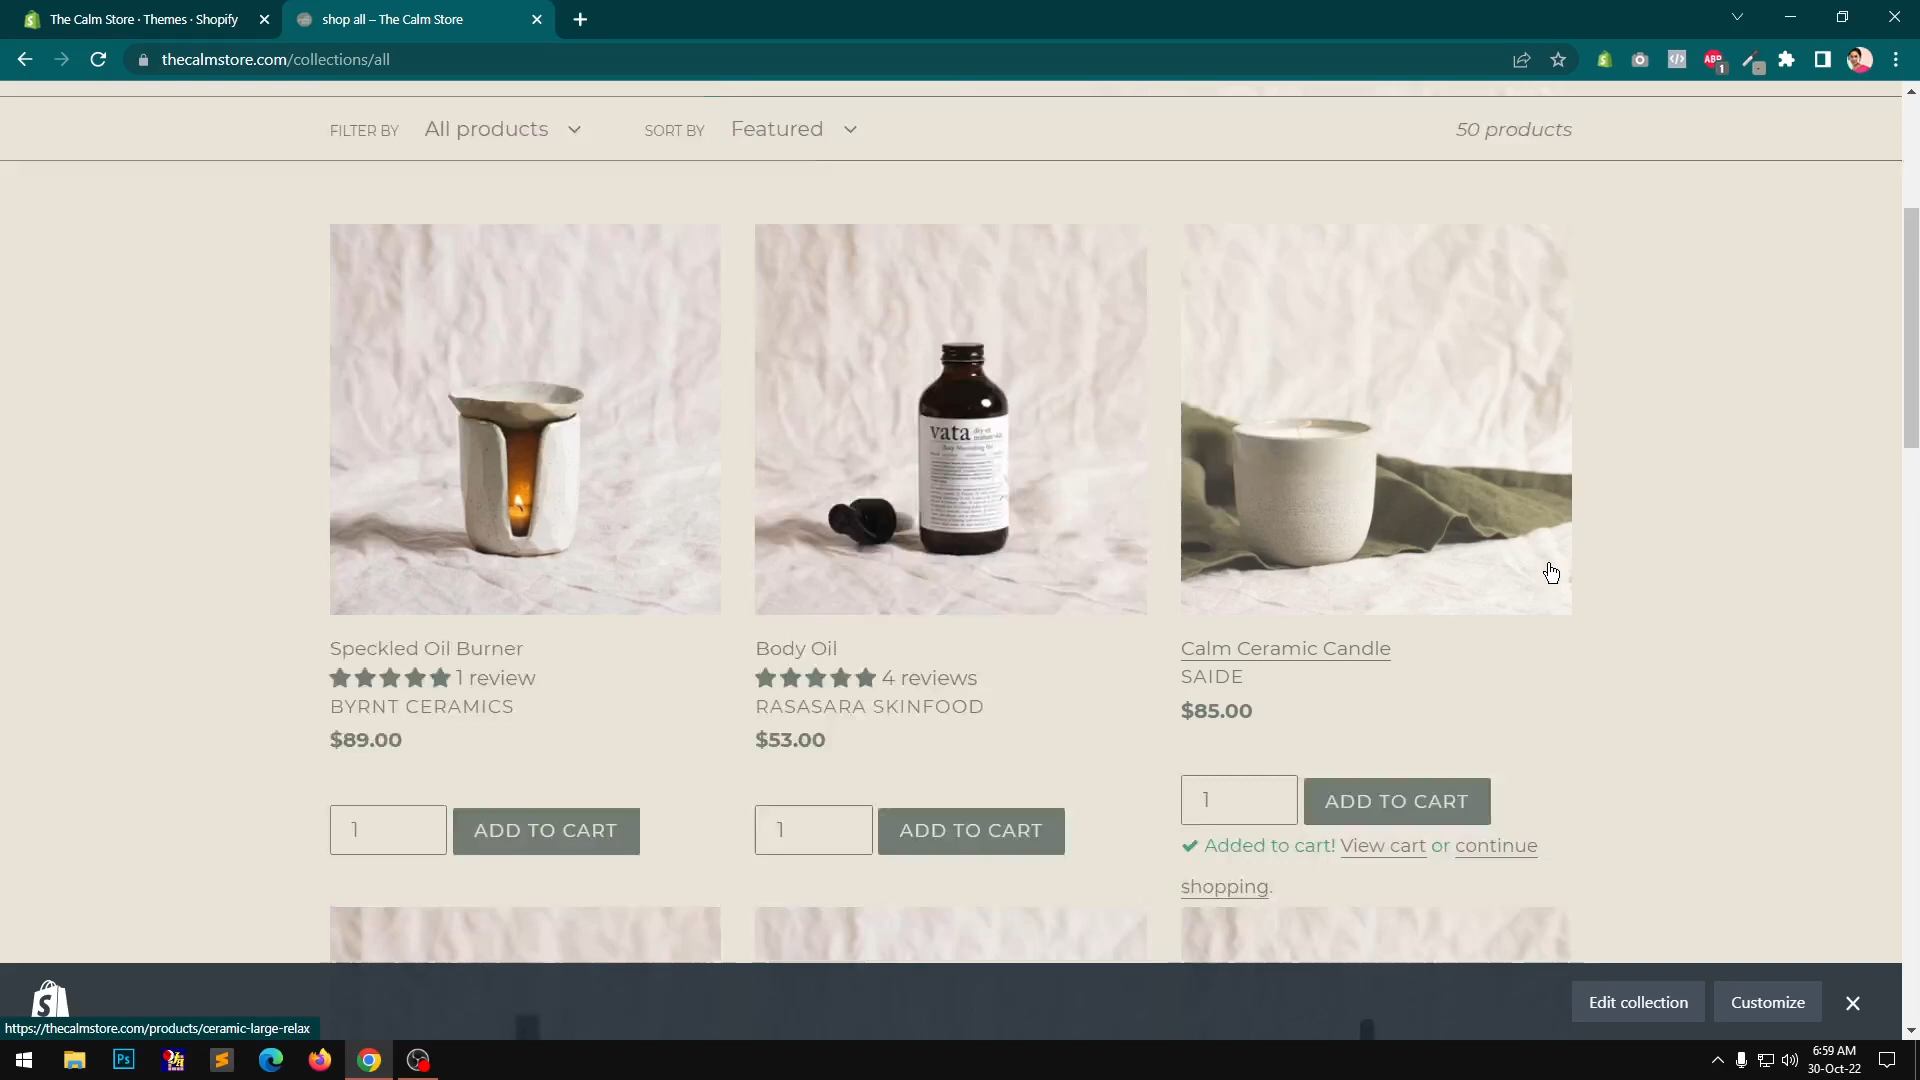 The Calm Store · Themes · Shopify
shop all – The Calm Store
thecalmstore.com/collections/all
ABP
1
FILTER BY All products SORT BY Featured 50 products
vata
Speckled Oil Burner
1 review
BYRNT CERAMICS
$89.00
1 ADD TO CART
Body Oil
4 reviews
RASASARA SKINFOOD
$53.00
1 ADD TO CART
Calm Ceramic Candle
SAIDE
$85.00
1 ADD TO CART
Added to cart! View cart or continue
shopping.
Edit collection Customize
https://thecalmstore.com/products/ceramic-large-relax
Ps
6:59 AM
30-Oct-22